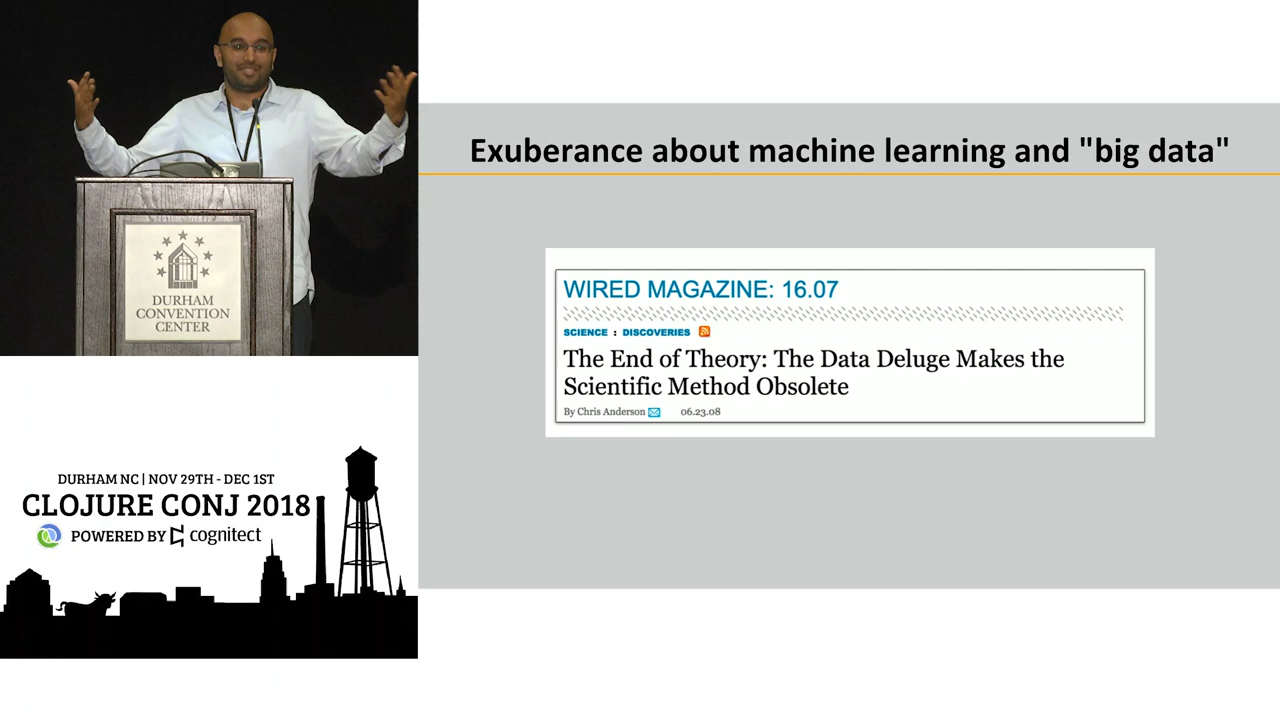 DURHAM
CONVENTION
CENTER
DURHAM NC | NOV 29TH - DEC 1ST
CLOJURE CONJ 2018
POWERED BY cognitect
Exuberance about machine learning and "big data"
WIRED MAGAZINE: 16.07
SCIENCE : DISCOVERIES
The End of Theory: The Data Deluge Makes the
Scientific Method Obsolete
By Chris Anderson 06.23.08